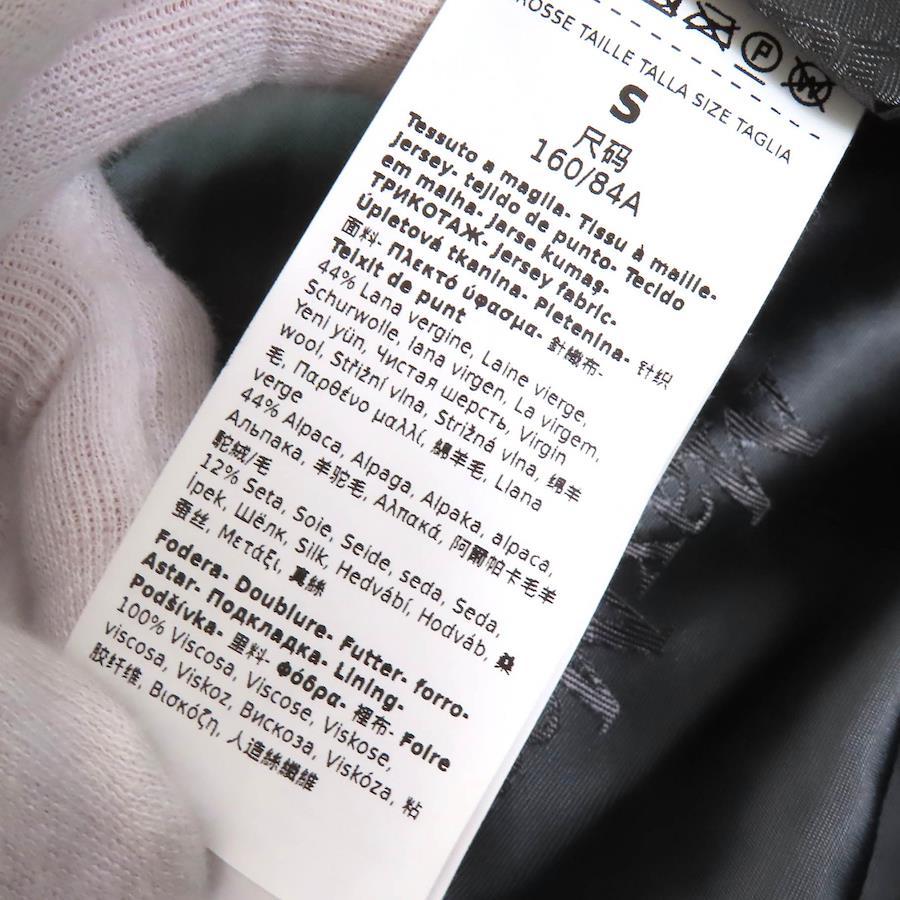 ROSSE TAILLE TALLA SIZE TAGLIA
S
尺码
160/84A
Tessuto a maglia- Tissu à maille-
jersey- tejido de punto- Tecido
em malha- jarse kumaş-
ТРИКОТАЖ- jersey fabric-
Úpletová tkanina- Pletenina- 针织
面料- Πλεκτό ύφασμα- 針織布-
Teixit de punt
44% Lana vergine, Laine vierge,
Schurwolle, lana virgen, La virgem,
Yeni yün, Чистая шерсть, Virgin
wool, Střižní vlna, Strižná vlna, 绵羊
毛, Παρθένο μαλλί, 綿羊毛, Llana
verge
44% Alpaca, Alpaga, Alpaka, alpaca,
Альпака, 羊驼毛, Αλπακά, 阿爾帕卡毛羊
駝絨/毛
12% Seta, Soie, Seide, seda, Seda,
İpek, Шёлк, Silk, Hedvábí, Hodváb, 桑
蚕丝, Μετάξι, 真絲
Fodera- Doublure- Futter- forro-
Astar- ПОДКЛАДКА- Lining-
Podšívka- 里料- Φόδρα- 裡布- Folre
100% Viscosa, Viscose, Viskose,
viscosa, Viskoz, Вискоза, Viskóza, 粘
胶纤维, Βισκόζη, 人造絲纖維